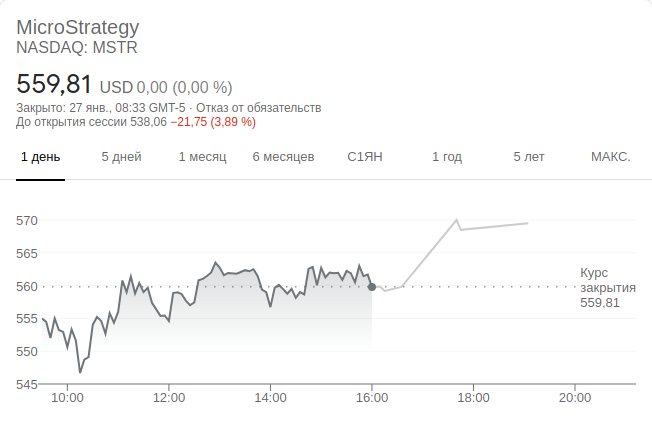 MicroStrategy
NASDAQ: MSTR
559,81 USD 0,00 (0,00 %)
Закрыто: 27 янв., 08:33 GMT-5 · Отказ от обязательств
До открытия сессии 538,06 −21,75 (3,89 %)
1 день 5 дней 1 месяц 6 месяцев С1ЯН 1 год 5 лет МАКС.
570
565
560
555
550
545
Курс
закрытия
559,81
10:00 12:00 14:00 16:00 18:00 20:00